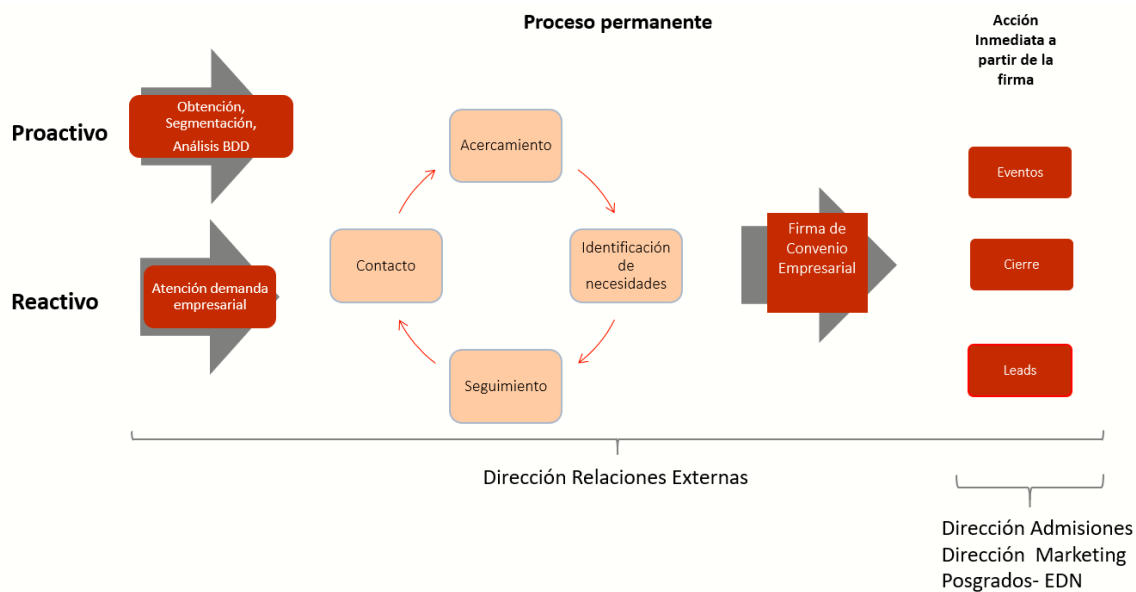 Proceso permanente
Acción
Inmediata a
partir de la
firma
Proactivo
Obtención,
Segmentación,
Análisis BDD
Reactivo
Atención demanda
empresarial
Acercamiento
Contacto
Identificación
de
necesidades
Seguimiento
Firma de
Convenio
Empresarial
Eventos
Cierre
Leads
Dirección Relaciones Externas
Dirección Admisiones
Dirección Marketing
Posgrados- EDN